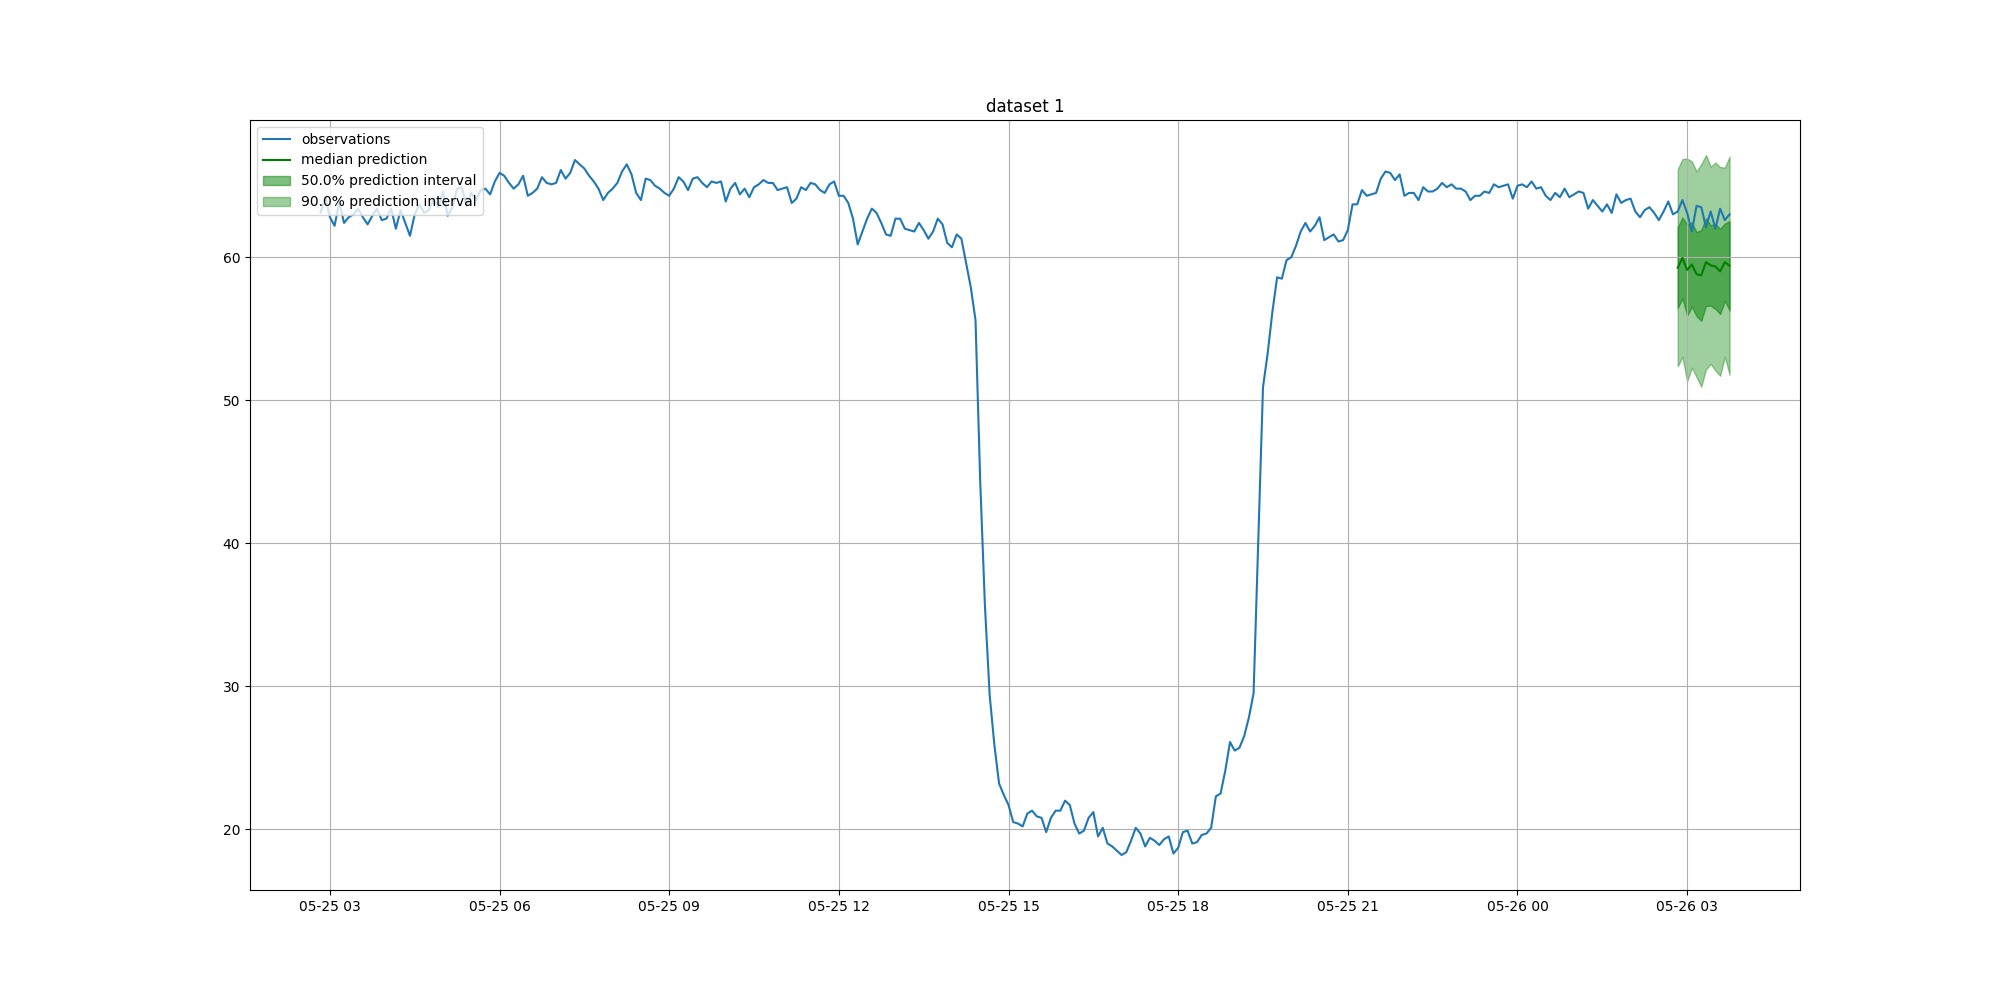 dataset 1
observations
median prediction
50.0% prediction interval
90.0% prediction interval
60
50
40
30
20
05-25 03 05-25 06 05-25 09 05-25 12 05-25 15 05-25 18 05-25 21 05-26 00 05-26 03